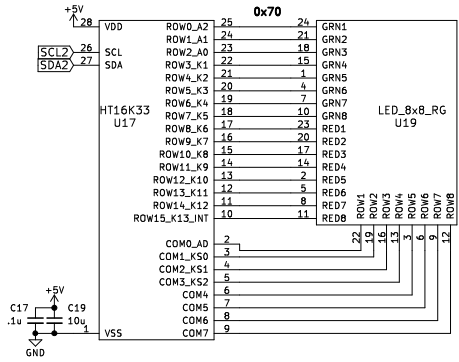 +5V
0x70
28 VDD ROW0_A2 25 24 GRN1
ROW1_A1 24 21 GRN2
SCL2 26 SCL ROW2_A0 23 18 GRN3
SDA2 27 SDA ROW3_K1 22 15 GRN4
ROW4_K2 21 1 GRN5
ROW5_K3 20 4 GRN6
ROW6_K4 19 7 GRN7
HT16K33 ROW7_K5 18 10 GRN8 LED_8x8_RG
U17 ROW8_K6 17 23 RED1 U19
ROW9_K7 16 20 RED2
ROW10_K8 15 17 RED3
ROW11_K9 14 14 RED4
ROW12_K10 13 2 RED5
ROW13_K11 12 5 RED6
ROW14_K12 11 8 RED7
ROW15_K13_INT 10 11 RED8
ROW1 ROW2 ROW3 ROW4 ROW5 ROW6 ROW7 ROW8
22 19 16 13 3 6 9 12
COM0_AD 2
COM1_KS0 3
COM2_KS1 4
COM3_KS2 5
COM4 6
+5V
COM5 7
C17 C19
.1u 10u
COM6 8
1 VSS COM7 9
GND